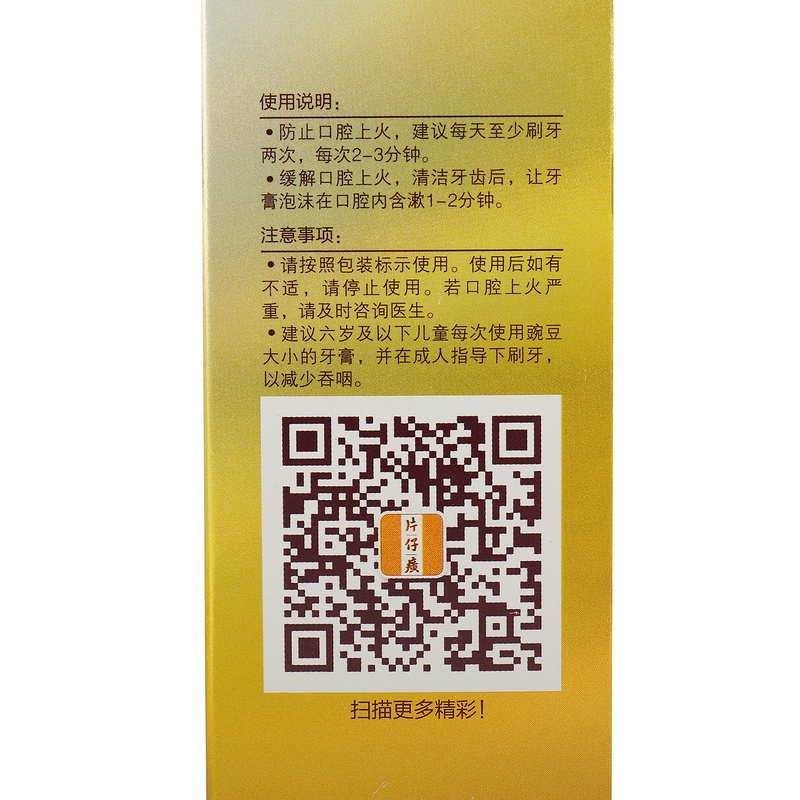 使用说明：
•防止口腔上火，建议每天至少刷牙
两次，每次2-3分钟。
•缓解口腔上火，清洁牙齿后，让牙
膏泡沫在口腔内含漱1-2分钟。
注意事项：
•请按照包装标示使用。使用后如有
不适，请停止使用。若口腔上火严
重，请及时咨询医生。
•建议六岁及以下儿童每次使用豌豆
大小的牙膏，并在成人指导下刷牙，
以减少吞咽。
片仔癀
扫描更多精彩！